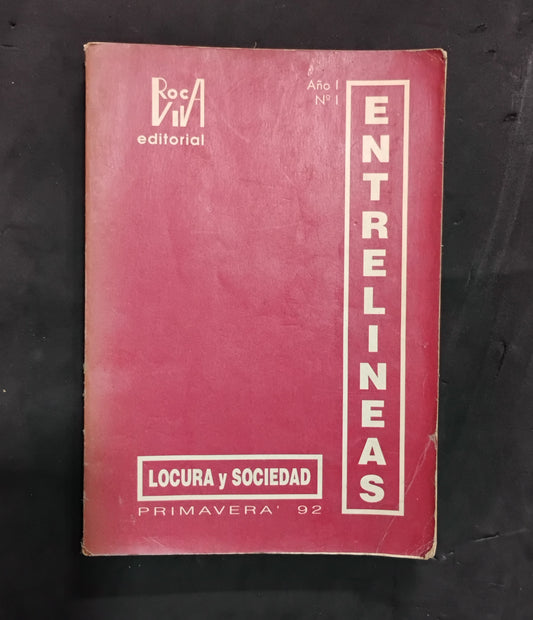 Roca
Viva
editorial
Año I
Nº I
ENTRELINEAS
LOCURA y SOCIEDAD
PRIMAVERA' 92